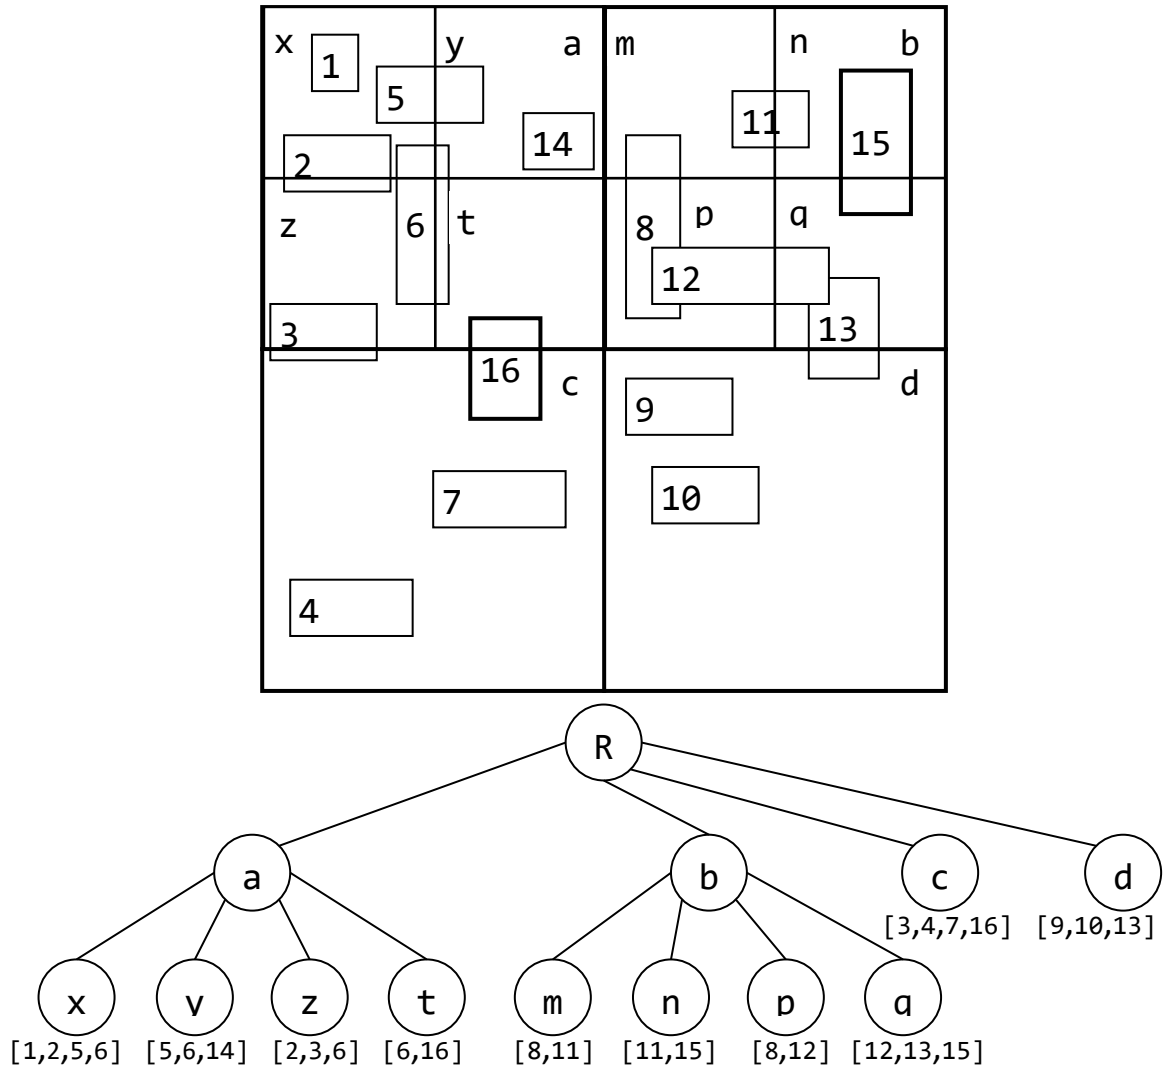 x y a m n b
1
5
11
14
15
2
z 6 t 8 p q
12
3
13
16
c d
9
7
10
4
R
a b c d
[3,4,7,16] [9,10,13]
x y z t m n p q
[1,2,5,6] [5,6,14] [2,3,6] [6,16] [8,11] [11,15] [8,12] [12,13,15]